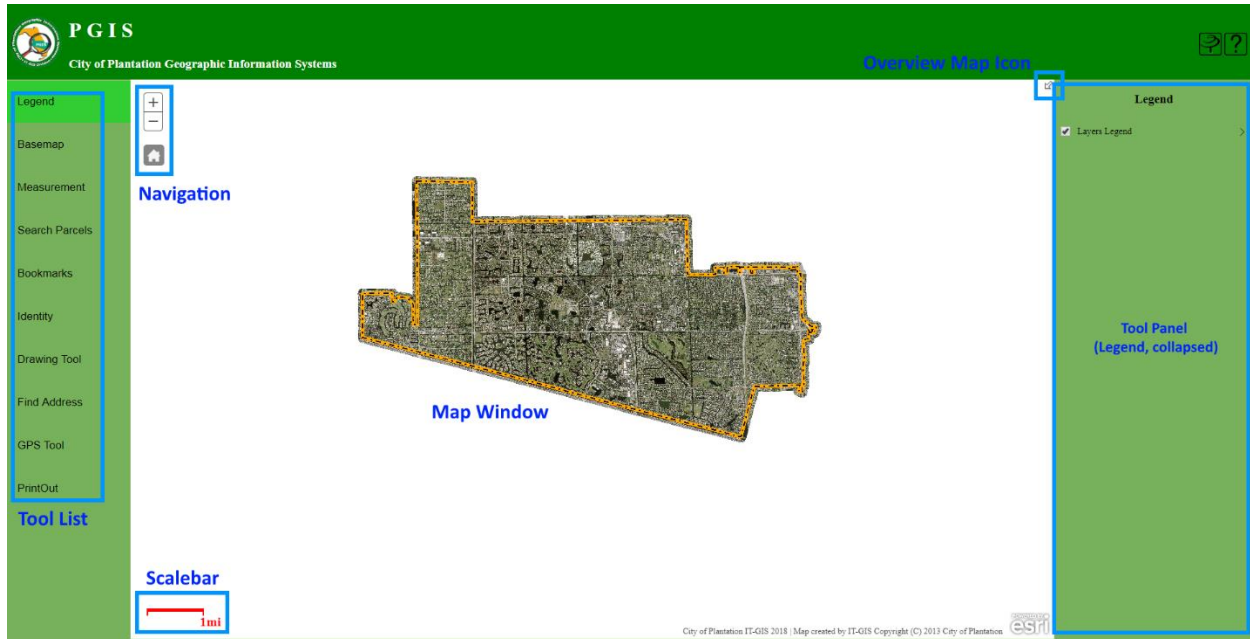 P G I S
City of Plantation Geographic Information Systems
?
Overview Map Icon
Legend
Basemap
Measurement
Search Parcels
Bookmarks
Identity
Drawing Tool
Find Address
GPS Tool
PrintOut
Tool List
+
−
Navigation
Map Window
Scalebar
1mi
City of Plantation IT-GIS 2018 | Map created by IT-GIS Copyright (C) 2013 City of Plantation
esri
Legend
Layers Legend
Tool Panel
(Legend, collapsed)